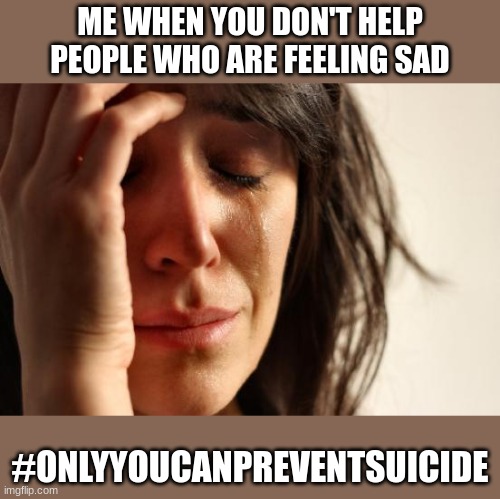 ME WHEN YOU DON'T HELP
PEOPLE WHO ARE FEELING SAD
#ONLYYOUCANPREVENTSUICIDE
imgflip.com